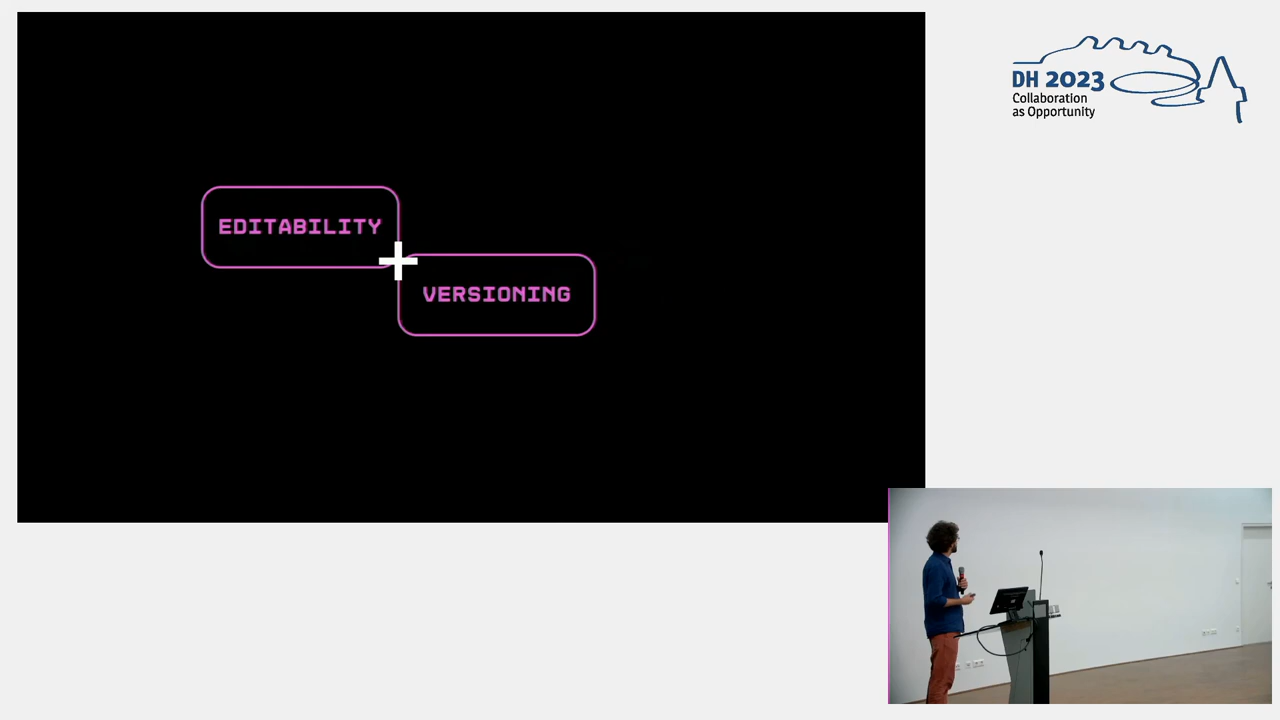 EDITABILITY
VERSIONING
DH 2023
Collaboration
as Opportunity